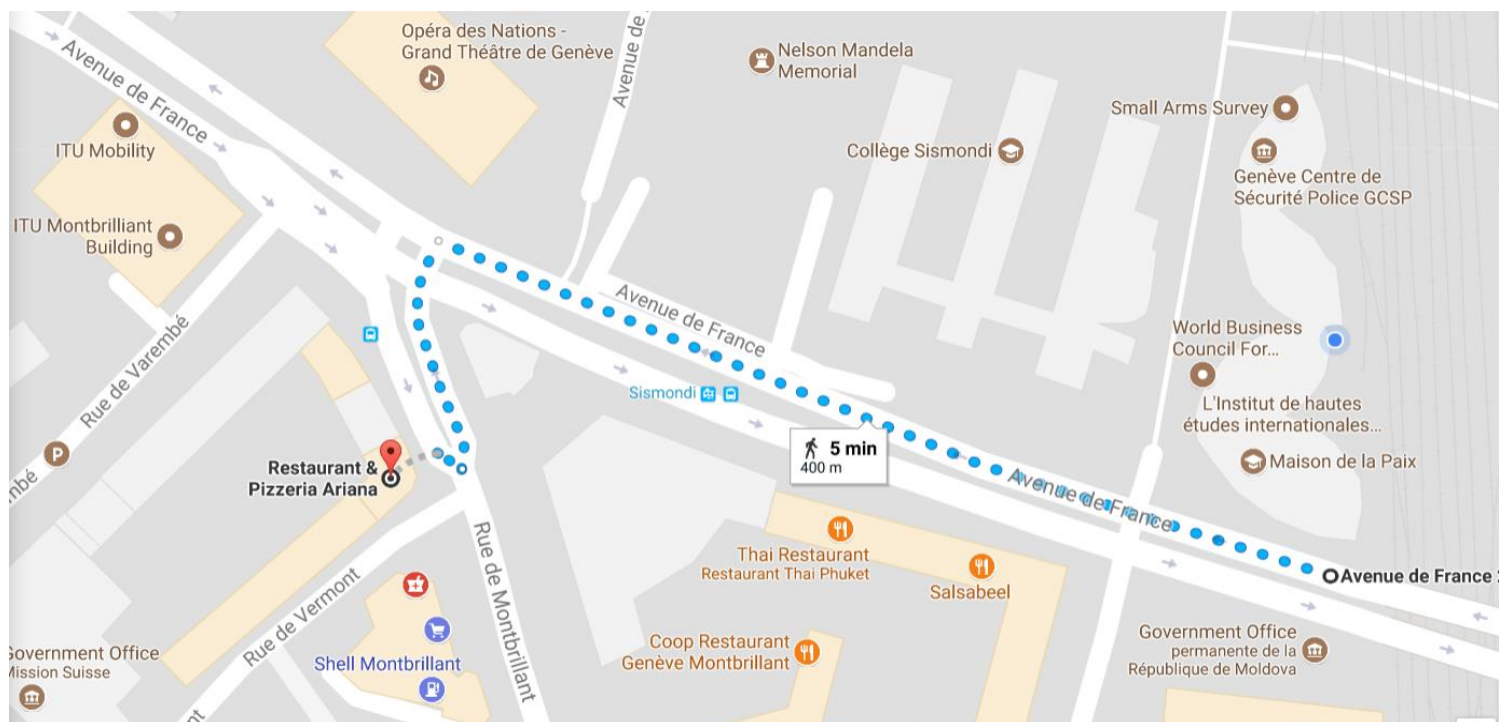 Avenue de France
Opéra des Nations -
Grand Théâtre de Genève
Avenue de
Nelson Mandela
Memorial
Small Arms Survey
ITU Mobility
Collège Sismondi
Genève Centre de
Sécurité Police GCSP
ITU Montbrilliant
Building
Avenue de France
World Business
Council For...
Rue de Varembé
Sismondi
L'Institut de hautes
études internationales...
5 min
400 m
P
Maison de la Paix
Restaurant &
Pizzeria Ariana
Avenue de France
Thai Restaurant
Restaurant Thai Phuket
Salsabeel
Avenue de France
Rue de Montbrillant
Rue de Vermont
Government Office
permanente de la
République de Moldova
Coop Restaurant
Genève Montbrillant
Shell Montbrillant
Government Office
Mission Suisse